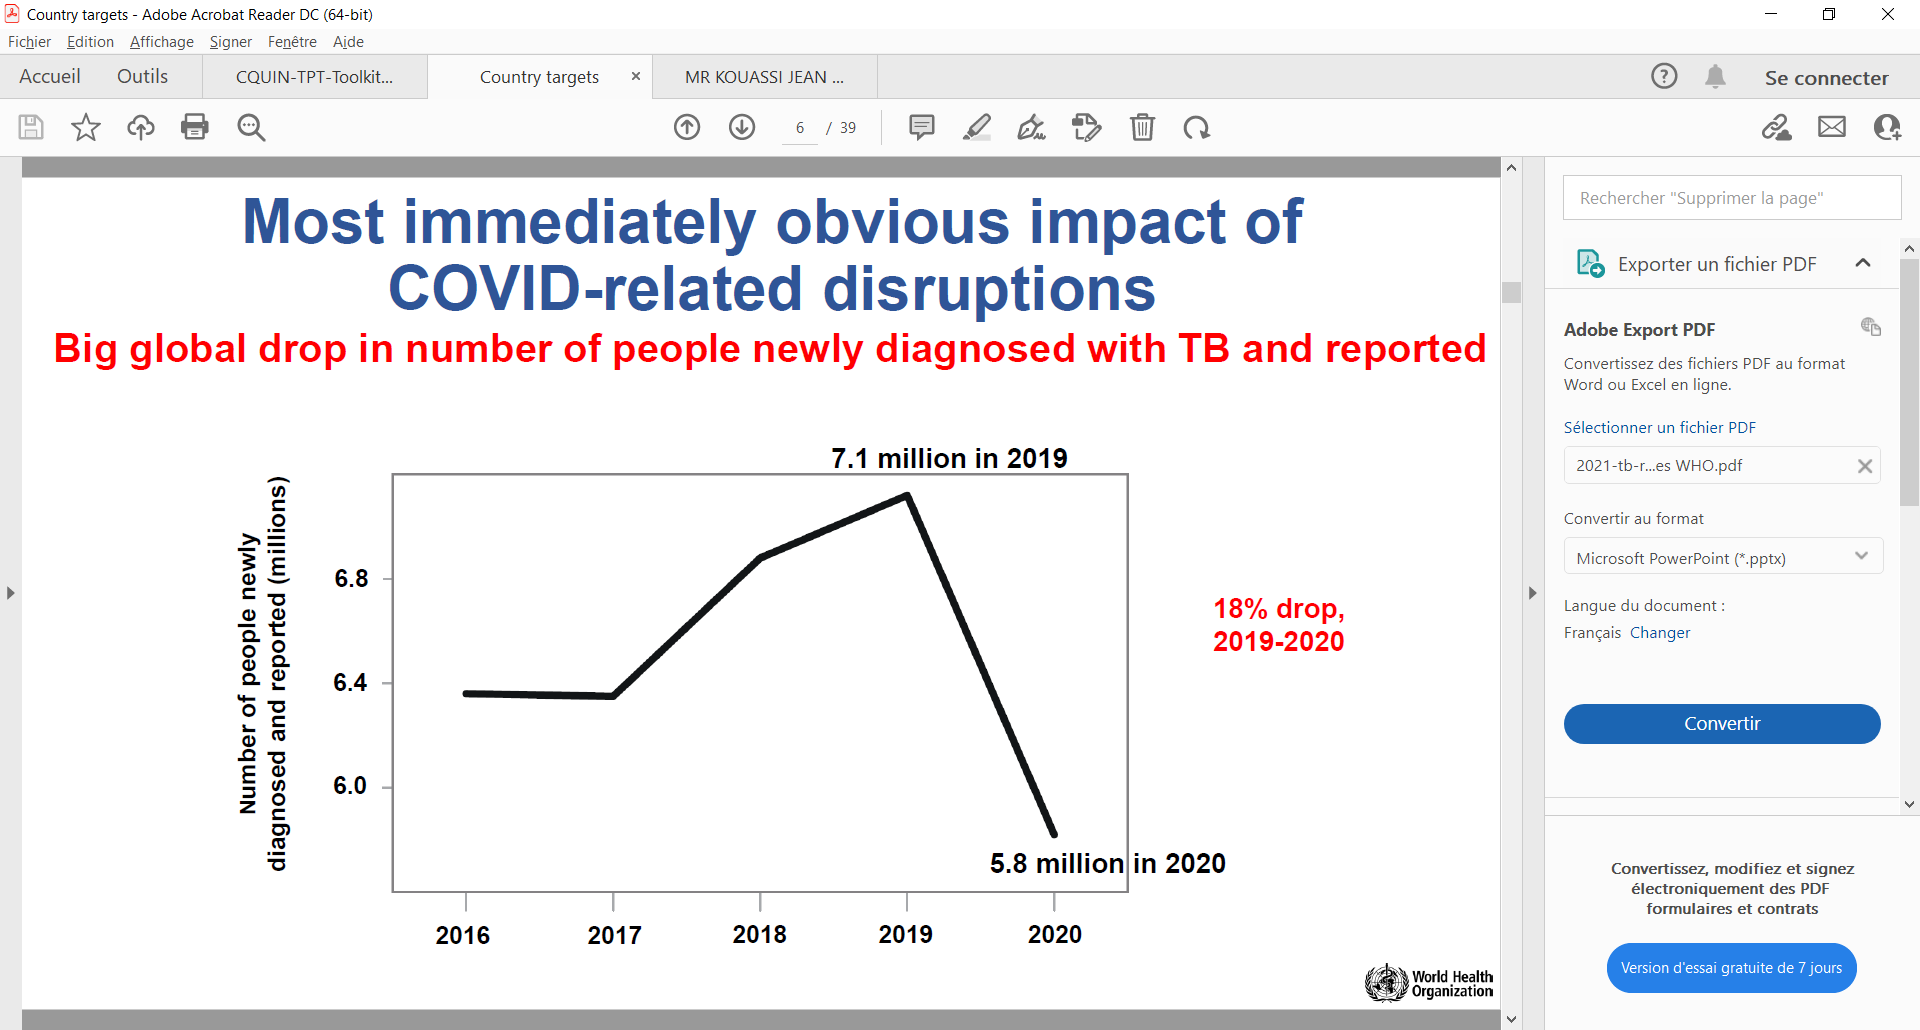 Country targets - Adobe Acrobat Reader DC (64-bit)
Fichier Edition Affichage Signer Fenêtre Aide
Accueil Outils CQUIN-TPT-Toolkit... Country targets × MR KOUASSI JEAN ...
Se connecter
6 / 39
Most immediately obvious impact of
COVID-related disruptions
Big global drop in number of people newly diagnosed with TB and reported
Number of people newly
diagnosed and reported (millions)
7.1 million in 2019
6.8
6.4
6.0
18% drop,
2019-2020
5.8 million in 2020
2016 2017 2018 2019 2020
World Health
Organization
Rechercher "Supprimer la page"
Exporter un fichier PDF
Adobe Export PDF
Convertissez des fichiers PDF au format
Word ou Excel en ligne.
Sélectionner un fichier PDF
2021-tb-r...es WHO.pdf
Convertir au format
Microsoft PowerPoint (*.pptx)
Langue du document :
Français Changer
Convertir
Convertissez, modifiez et signez
électroniquement des PDF
formulaires et contrats
Version d'essai gratuite de 7 jours